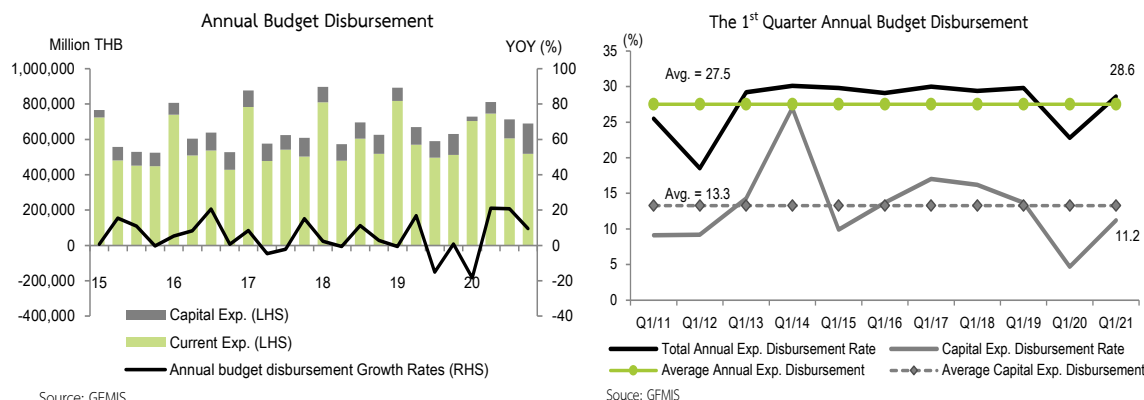 Annual Budget Disbursement
Million THB
YOY (%)
1,000,000
800,000
600,000
400,000
200,000
0
-200,000
-400,000
100
80
60
40
20
0
-20
-40
15
16
17
18
19
20
Capital Exp. (LHS)
Current Exp. (LHS)
Annual budget disbursement Growth Rates (RHS)
Source: GFMIS
The 1st Quarter Annual Budget Disbursement
(%)
35
30
25
20
15
10
5
0
Avg. = 27.5
28.6
Avg. = 13.3
11.2
Q1/11 Q1/12 Q1/13 Q1/14 Q1/15 Q1/16 Q1/17 Q1/18 Q1/19 Q1/20 Q1/21
Total Annual Exp. Disbursement Rate
Capital Exp. Disbursement Rate
Average Annual Exp. Disbursement
Average Capital Exp. Disbursement
Souce: GFMIS